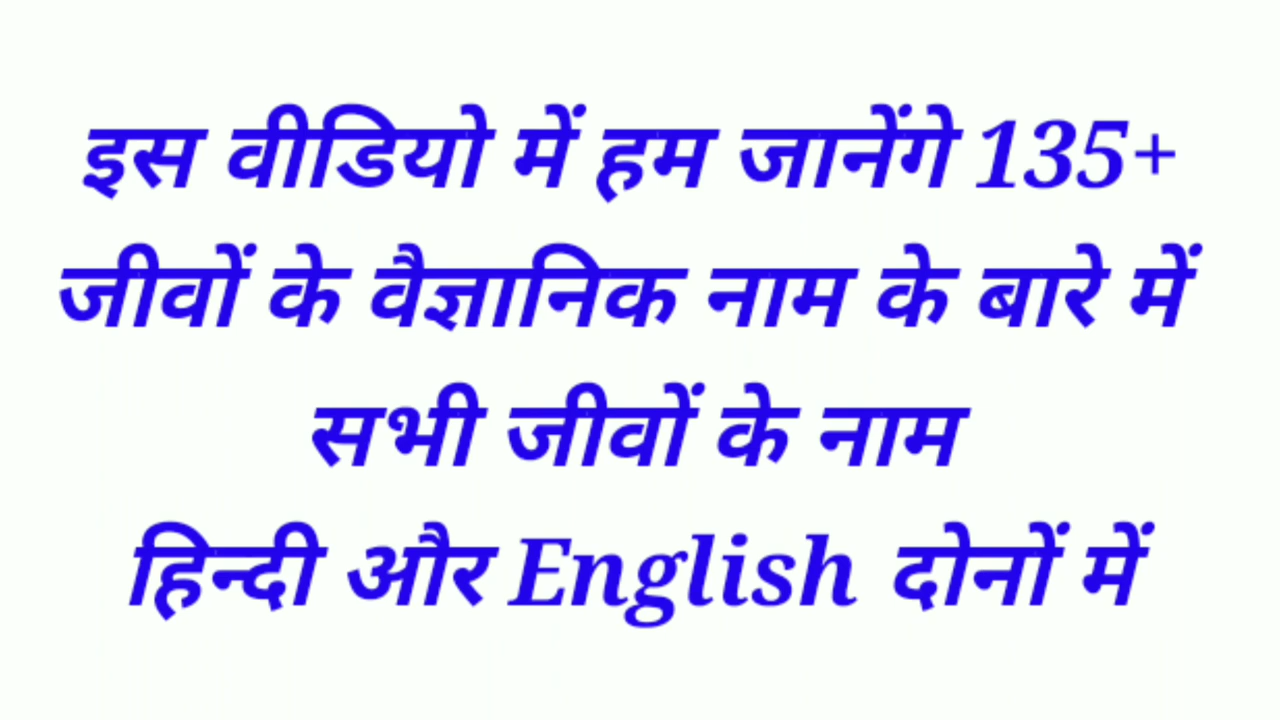 इस वीडियो में हम जानेंगे 135+
जीवों के वैज्ञानिक नाम के बारे में
सभी जीवों के नाम
हिन्दी और English दोनों में